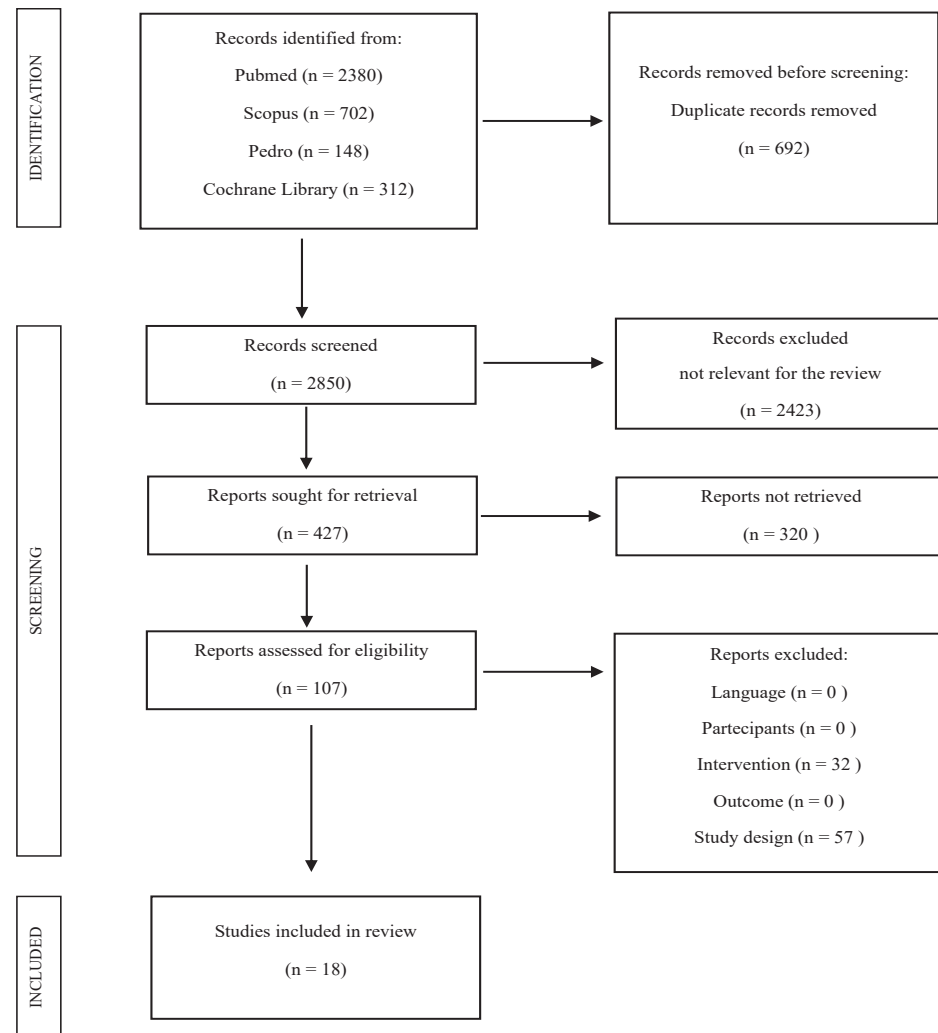 IDENTIFICATION
Records identified from:
Pubmed (n = 2380)
Scopus (n = 702)
Pedro (n = 148)
Cochrane Library (n = 312)
Records removed before screening:
Duplicate records removed
(n = 692)
SCREENING
Records screened
(n = 2850)
Records excluded
not relevant for the review
(n = 2423)
Reports sought for retrieval
(n = 427)
Reports not retrieved
(n = 320 )
Reports assessed for eligibility
(n = 107)
Reports excluded:
Language (n = 0 )
Partecipants (n = 0 )
Intervention (n = 32 )
Outcome (n = 0 )
Study design (n = 57 )
INCLUDED
Studies included in review
(n = 18)